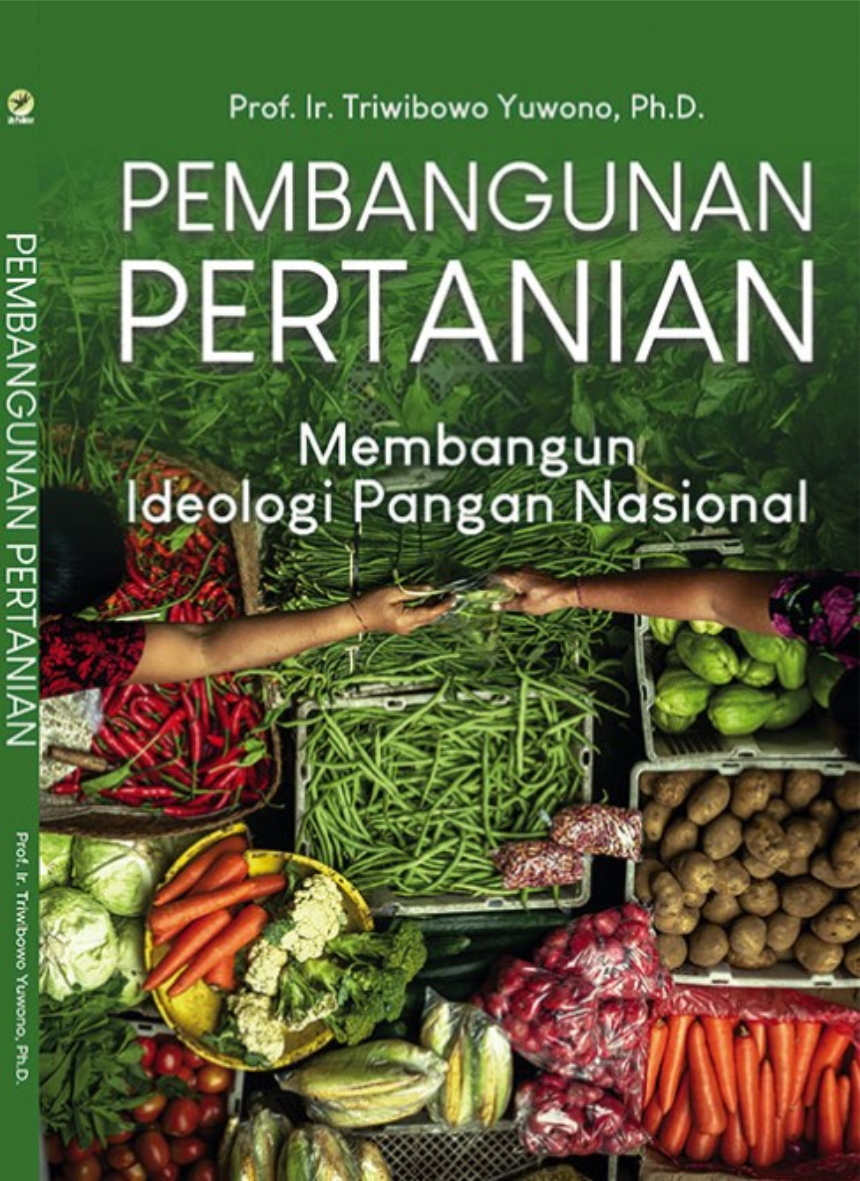 Prof. Ir. Triwibowo Yuwono, Ph.D.
PEMBANGUNAN
PERTANIAN
Membangun
Ideologi Pangan Nasional
PEMBANGUNAN PERTANIAN
Prof. Ir. Triwibowo Yuwono, Ph.D.